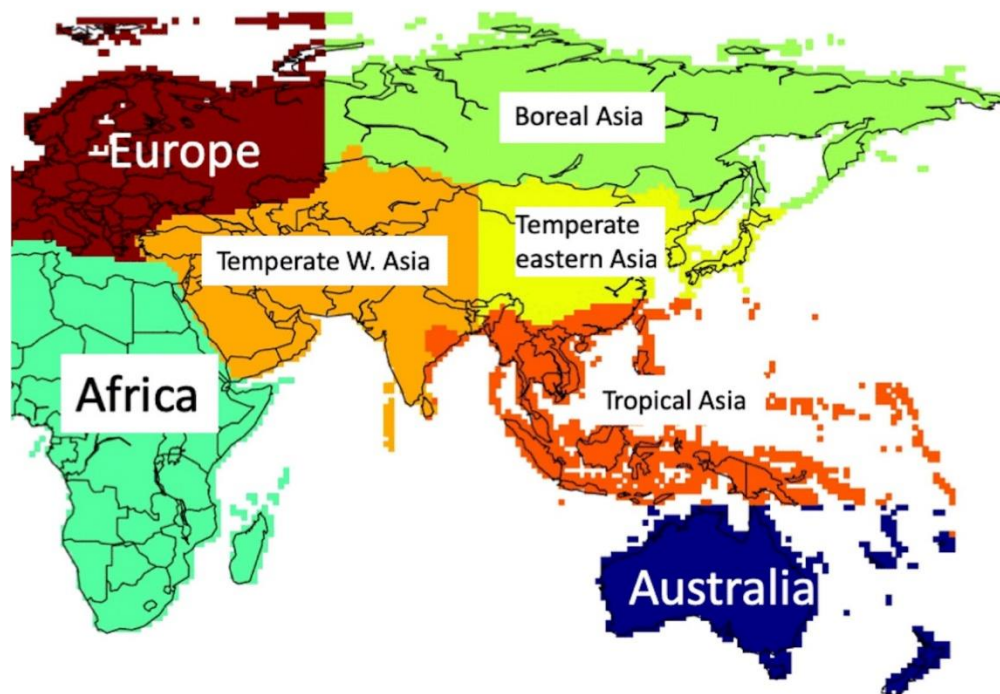 Boreal Asia
Europe
Temperate
eastern Asia
Temperate W. Asia
Africa
Tropical Asia
Australia